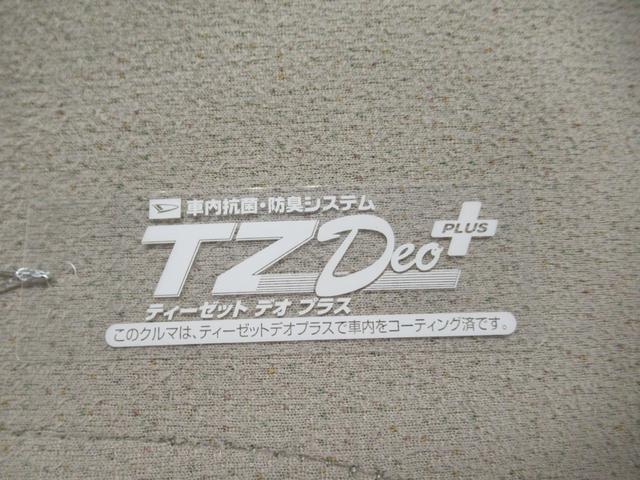 車内抗菌・防臭システム
TZDeo+
PLUS
ティーゼット デオ プラス
このクルマは、ティーゼットデオプラスで車内をコーティング済です。